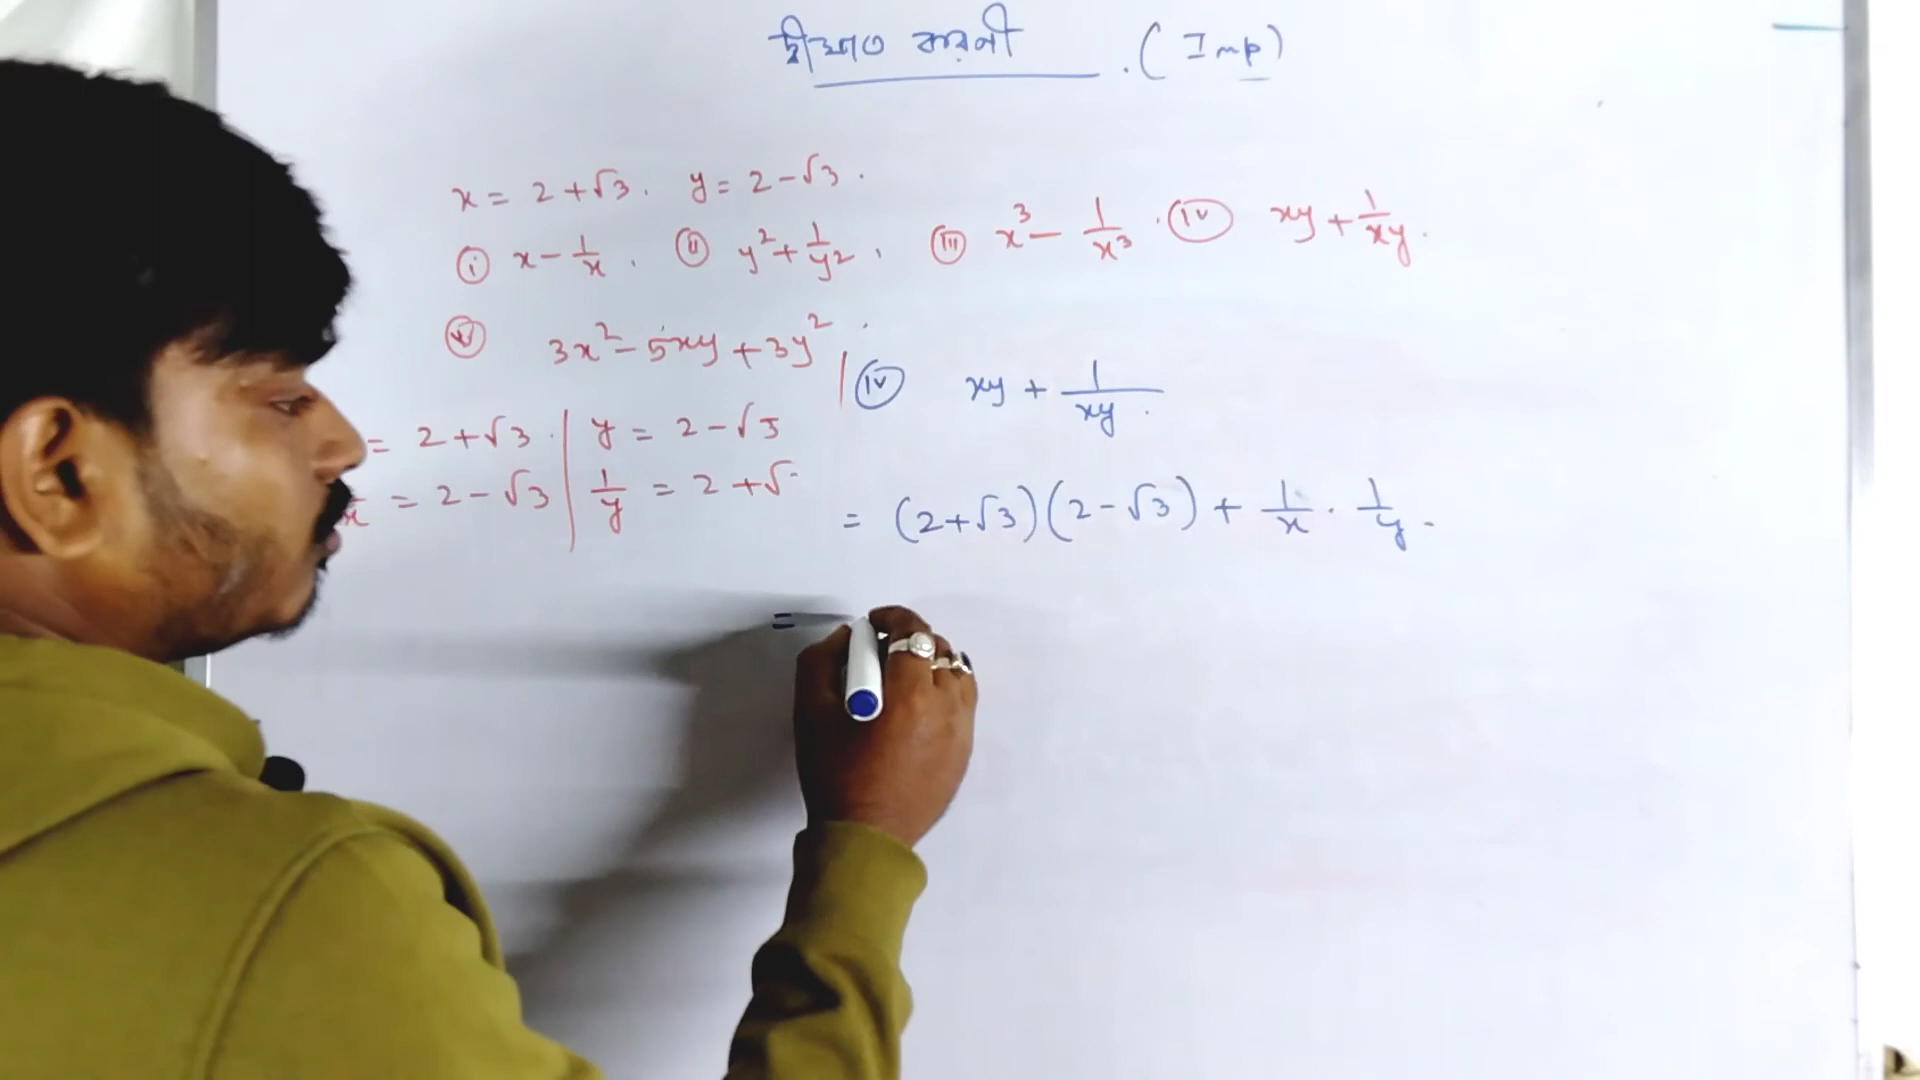 দ্বীঘাত করণী . (Imp)
x = 2 + √3 . y = 2 - √3 .
(i) x - 1/x . (ii) y² + 1/y² , (iii) x³ - 1/x³ . (iv) xy + 1/xy .
(v) 3x² - 5xy + 3y² .
(iv) xy + 1/xy .
= 2 + √3 . | y = 2 - √3
1/x = 2 - √3 | 1/y = 2 + √
= (2+√3)(2-√3) + 1/x . 1/y .
=